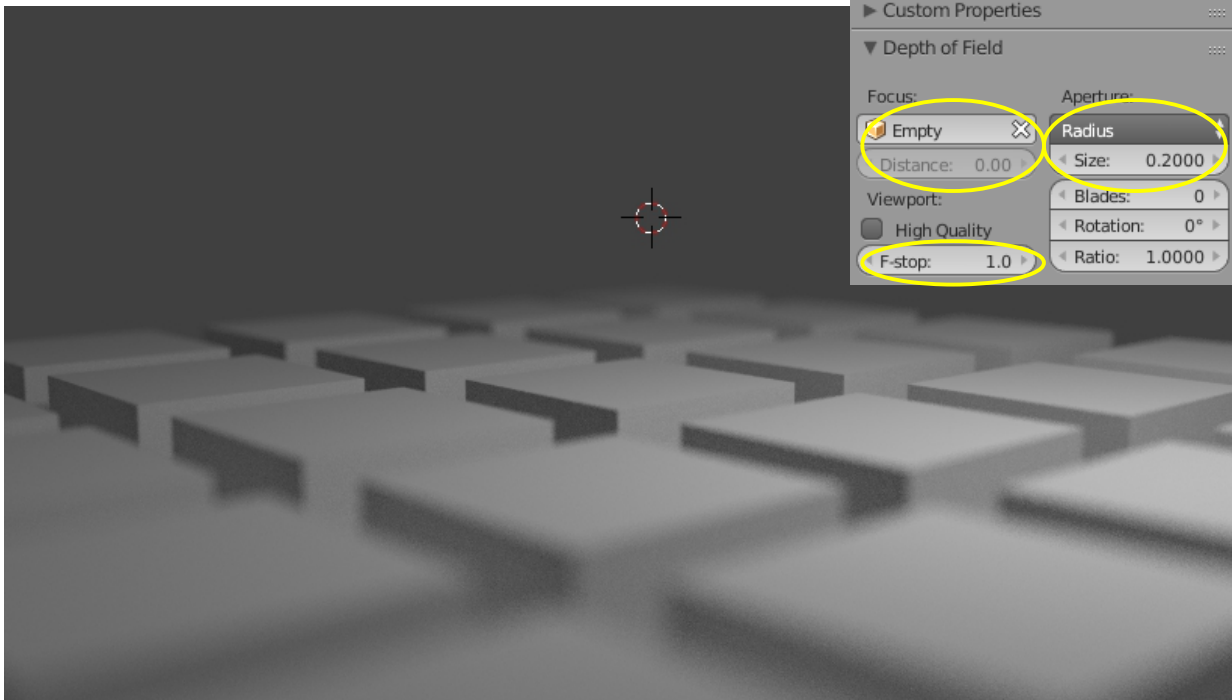 Custom Properties
Depth of Field
Focus:
Aperture:
Empty
Radius
Distance: 0.00
Size: 0.2000
Viewport:
Blades: 0
High Quality
Rotation: 0°
F-stop: 1.0
Ratio: 1.0000